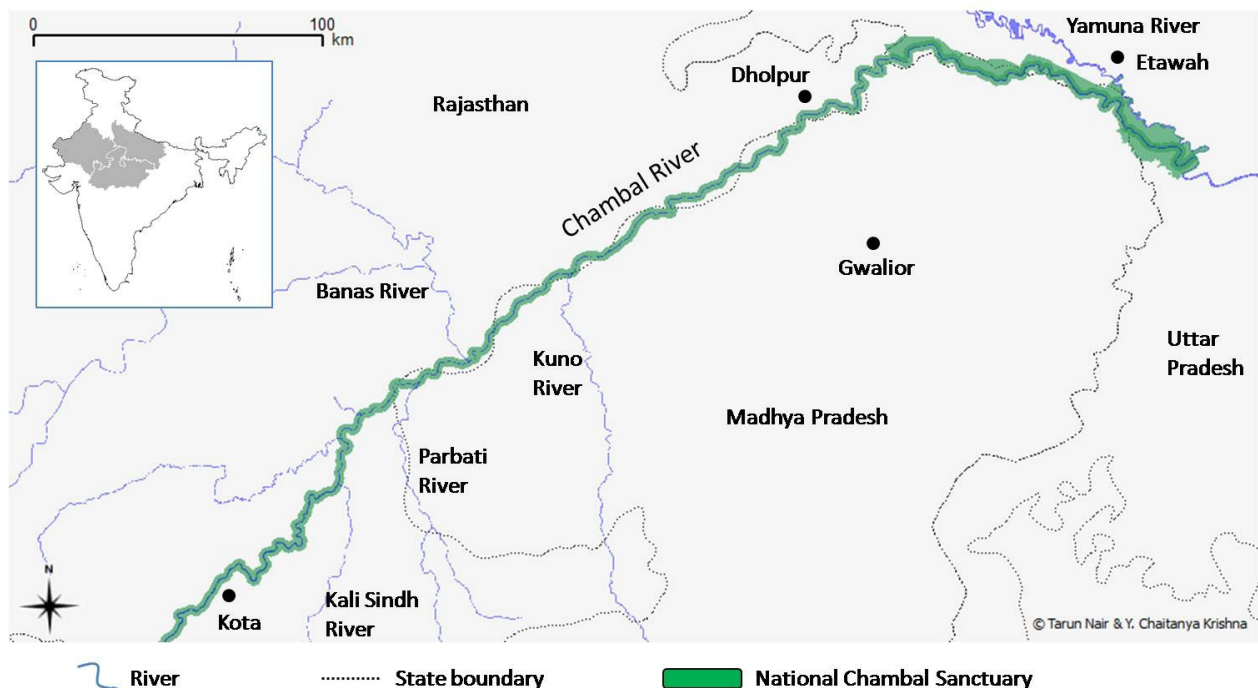 0
100
km
Yamuna River
Etawah
Dholpur
Rajasthan
Chambal River
Gwalior
Banas River
Kuno
River
Uttar
Pradesh
Madhya Pradesh
Parbati
River
N
Kali Sindh
River
Kota
© Tarun Nair & Y. Chaitanya Krishna
River
State boundary
National Chambal Sanctuary